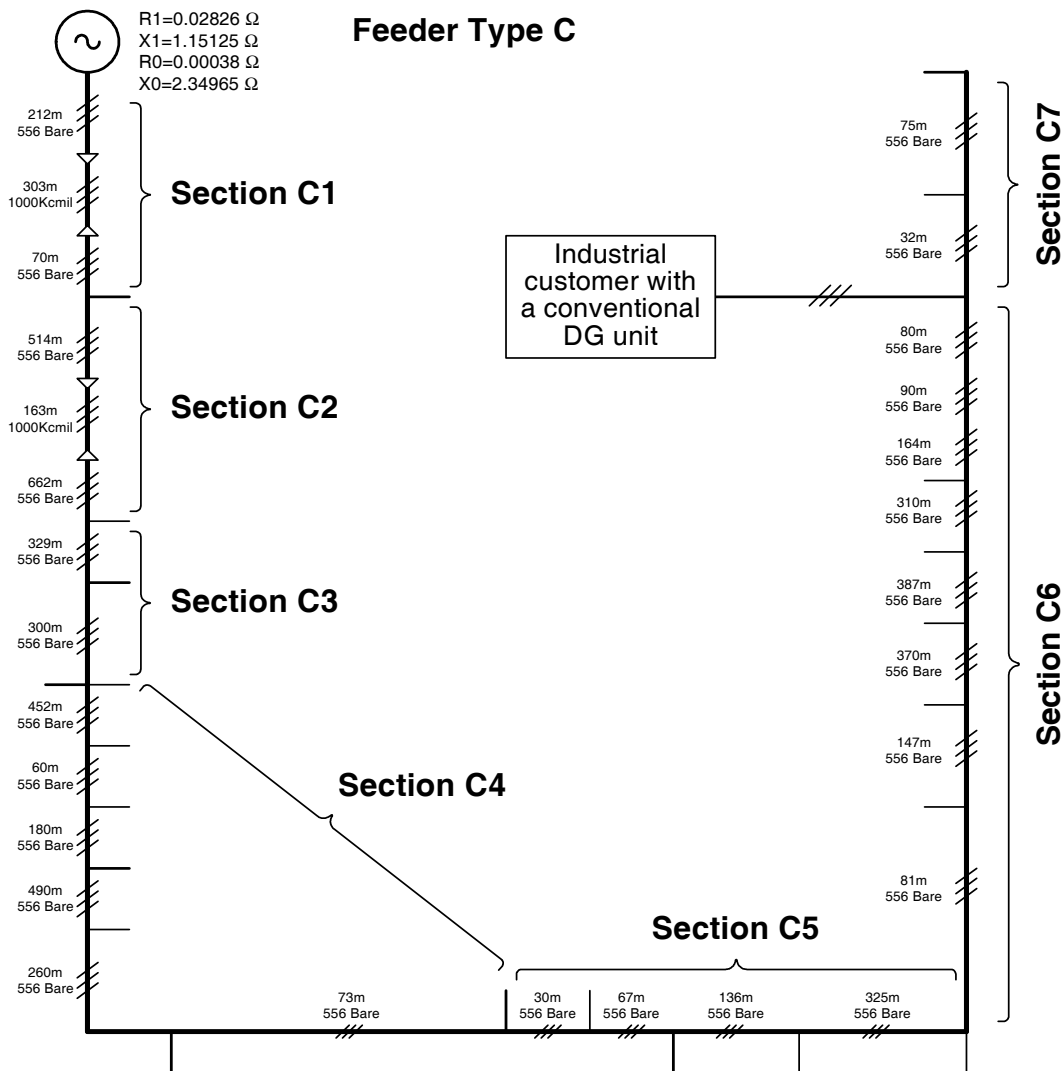 R1=0.02826 Ω
X1=1.15125 Ω
R0=0.00038 Ω
X0=2.34965 Ω
Feeder Type C
212m
556 Bare
303m
1000Kcmil
70m
556 Bare
Section C1
514m
556 Bare
163m
1000Kcmil
662m
556 Bare
Section C2
329m
556 Bare
300m
556 Bare
Section C3
452m
556 Bare
60m
556 Bare
180m
556 Bare
490m
556 Bare
260m
556 Bare
73m
556 Bare
Section C4
30m
556 Bare
67m
556 Bare
136m
556 Bare
325m
556 Bare
Section C5
Industrial
customer with
a conventional
DG unit
75m
556 Bare
32m
556 Bare
Section C7
80m
556 Bare
90m
556 Bare
164m
556 Bare
310m
556 Bare
387m
556 Bare
370m
556 Bare
147m
556 Bare
81m
556 Bare
Section C6